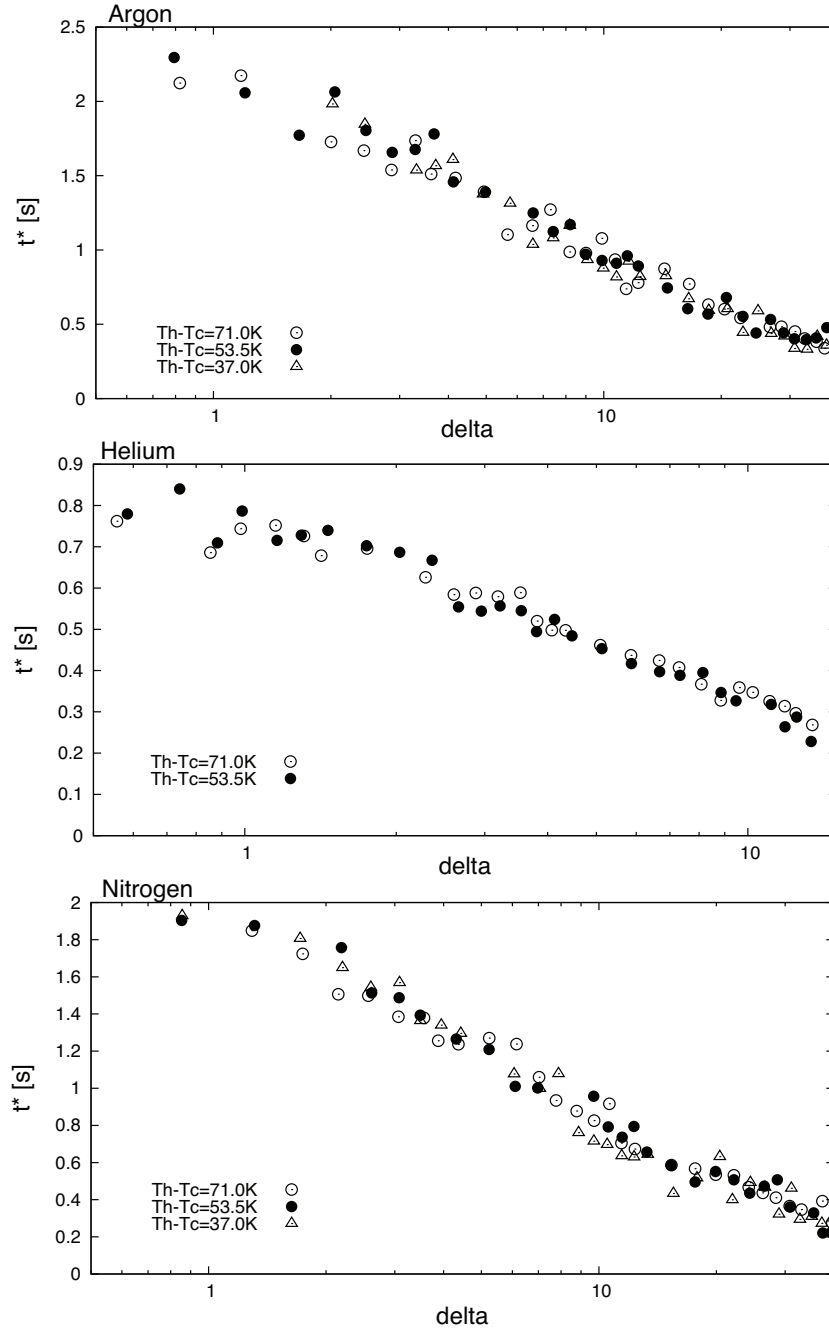 Argon
2.5
2
1.5
1
0.5
0
t* [s]
Th-Tc=71.0K
Th-Tc=53.5K
Th-Tc=37.0K
1 10
delta
Helium
0.9
0.8
0.7
0.6
0.5
0.4
0.3
0.2
0.1
0
t* [s]
Th-Tc=71.0K
Th-Tc=53.5K
1 10
delta
Nitrogen
2
1.8
1.6
1.4
1.2
1
0.8
0.6
0.4
0.2
0
t* [s]
Th-Tc=71.0K
Th-Tc=53.5K
Th-Tc=37.0K
1 10
delta